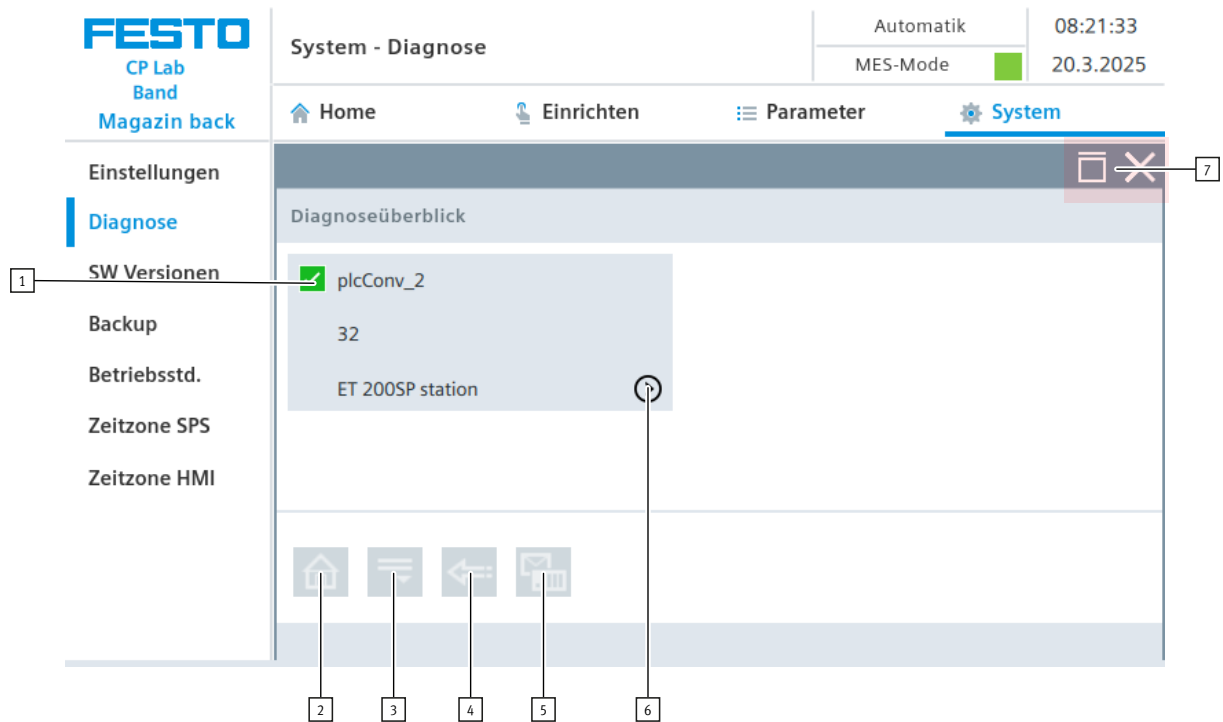 FESTO
CP Lab
Band
Magazin back
System - Diagnose
Automatik
08:21:33
MES-Mode
20.3.2025
Home
Einrichten
Parameter
System
Einstellungen
Diagnose
SW Versionen
Backup
Betriebsstd.
Zeitzone SPS
Zeitzone HMI
Diagnoseüberblick
plcConv_2
32
ET 200SP station
1
2
3
4
5
6
7